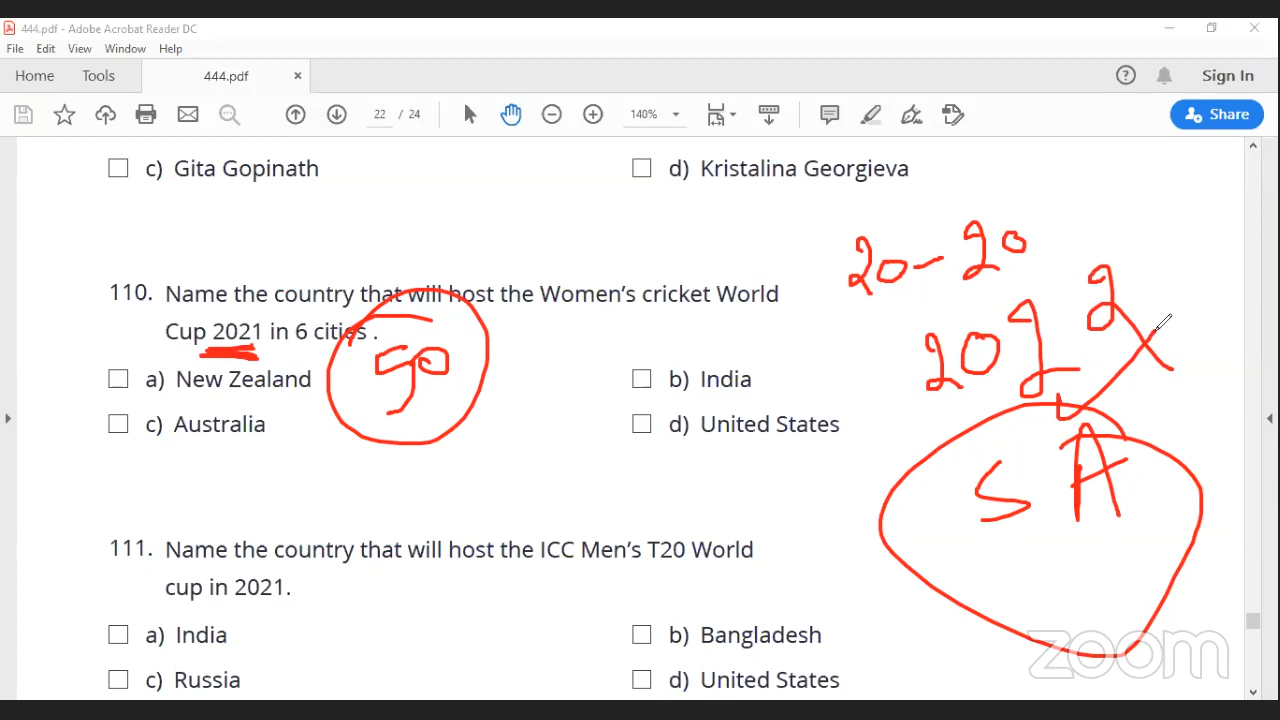 444.pdf - Adobe Acrobat Reader DC
File Edit View Window Help
Home Tools 444.pdf × Sign In
22 / 24 140% Share
c) Gita Gopinath d) Kristalina Georgieva
20-20
110. Name the country that will host the Women's cricket World
Cup 2021 in 6 cities .
50
2
202
a) New Zealand b) India
c) Australia d) United States
SA
111. Name the country that will host the ICC Men's T20 World
cup in 2021.
a) India b) Bangladesh
c) Russia d) United States
zoom